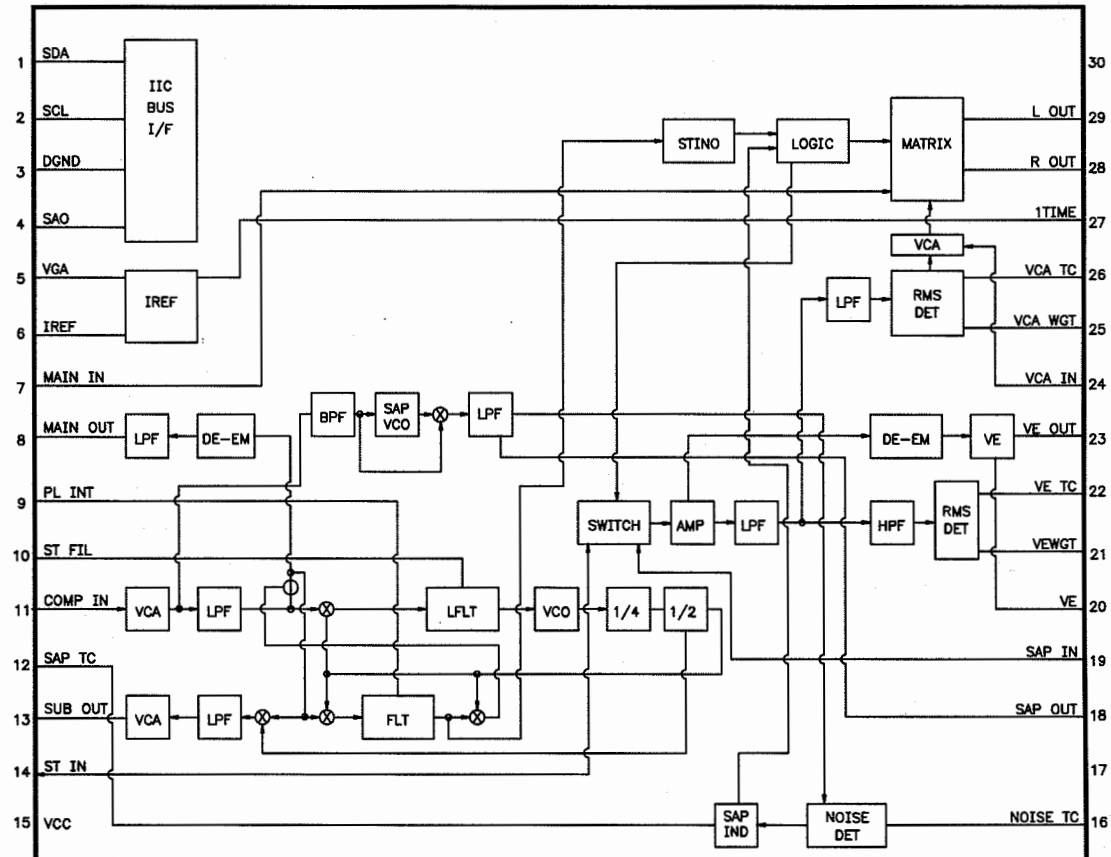 1 SDA
2 SCL
3 DGND
4 SAO
5 VGA
6 IREF
7 MAIN IN
8 MAIN OUT
9 PL INT
10 ST FIL
11 COMP IN
12 SAP TC
13 SUB OUT
14 ST IN
15 VCC
IIC
BUS
I/F
IREF
STINO
LOGIC
MATRIX
VCA
LPF
RMS
DET
BPF
SAP
VCO
LPF
LPF
DE-EM
DE-EM
VE
SWITCH
AMP
LPF
HPF
RMS
DET
VCA
LPF
LFLT
VCO
1/4
1/2
VCA
LPF
FLT
SAP
IND
NOISE
DET
30
L OUT 29
R OUT 28
1TIME 27
VCA TC 26
VCA WGT 25
VCA IN 24
VE OUT 23
VE TC 22
VEWGT 21
VE 20
SAP IN 19
SAP OUT 18
17
NOISE TC 16